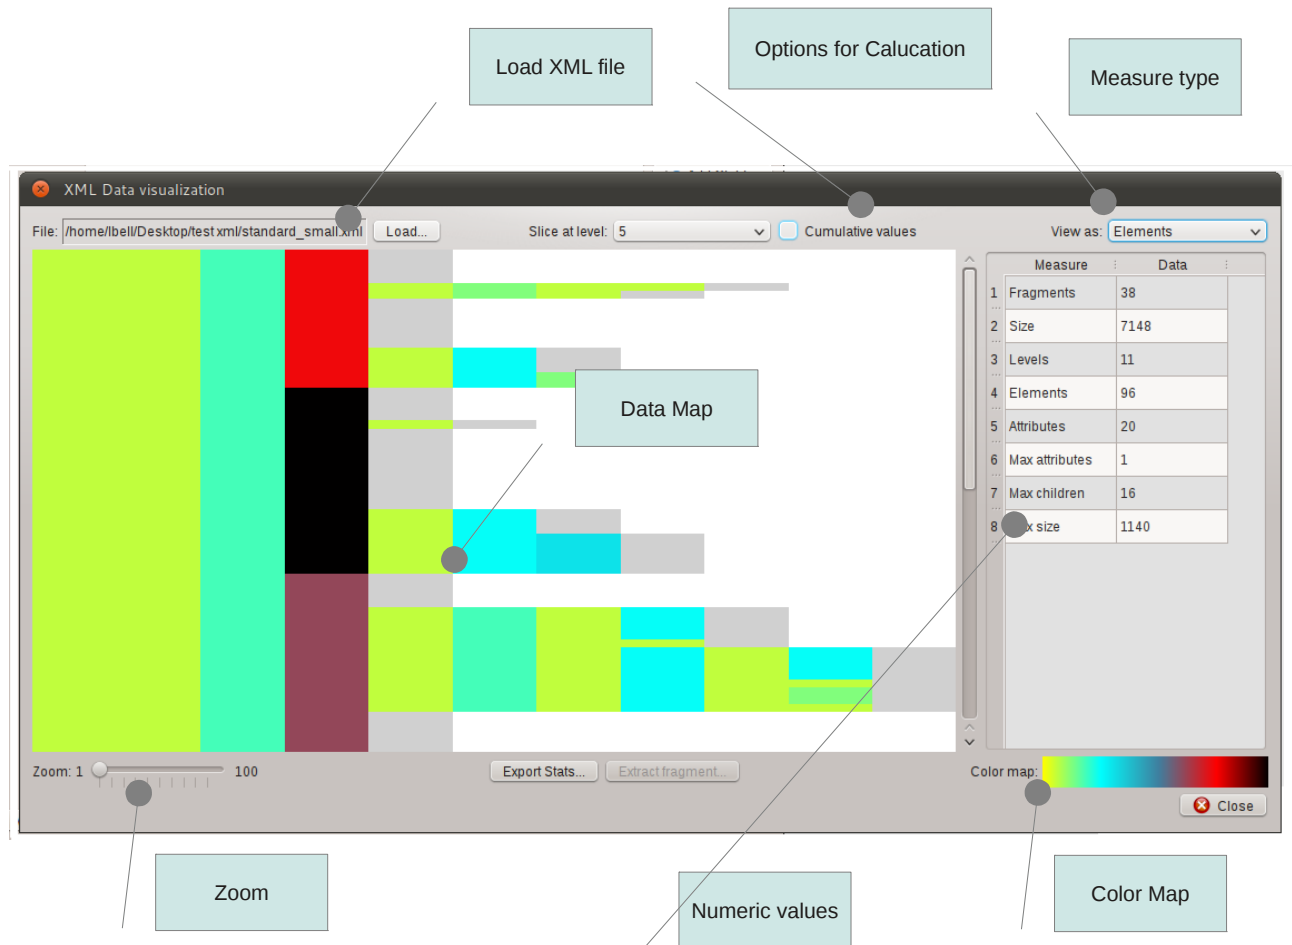 Load XML file
Options for Calucation
Measure type
XML Data visualization
File: /home/lbell/Desktop/test xml/standard_small.xml Load... Slice at level: 5 Cumulative values View as: Elements
Measure Data
1 Fragments 38
2 Size 7148
3 Levels 11
4 Elements 96
5 Attributes 20
6 Max attributes 1
7 Max children 16
8 size 1140
Data Map
Zoom: 1 100 Export Stats... Extract fragment... Color map:
Close
Zoom
Numeric values
Color Map